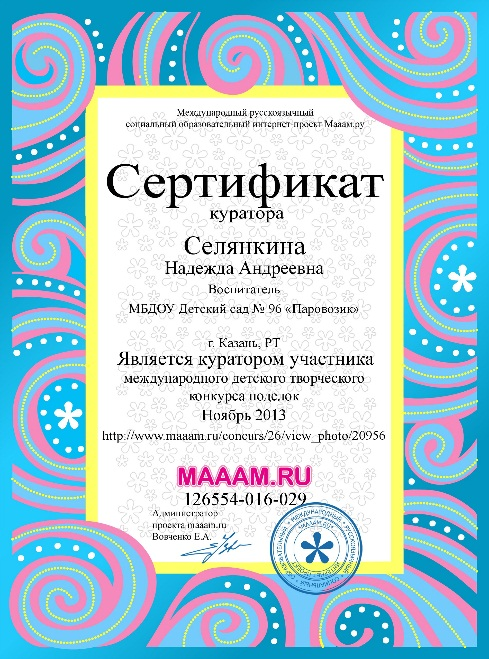 Международный русскоязычный
социальный образовательный интернет-проект Мааам.ру
Сертификат
куратора
Селянкина
Надежда Андреевна
Воспитатель
МБДОУ Детский сад № 96 «Паровозик»
г. Казань, РТ
Является куратором участника
международного детского творческого
конкурса поделок
Ноябрь 2013
http://www.maaam.ru/concurs/26/view_photo/20956
MAAAM.RU
126554-016-029
Администратор
проекта maaam.ru
Вовченко Е.А.